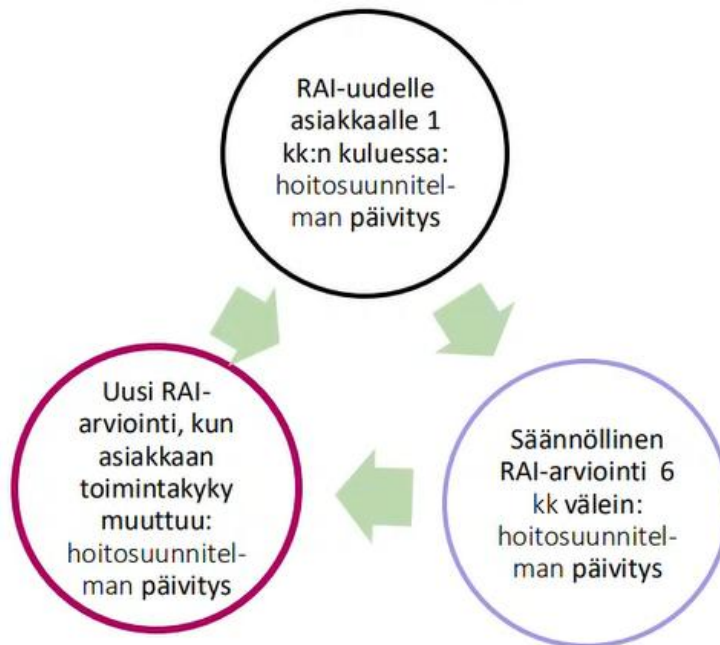 RAI-uudelle
asiakkaalle 1
kk:n kuluessa:
hoitosuunnitel-
man päivitys
Säännöllinen
RAI-arviointi 6
kk välein:
hoitosuunnitel-
man päivitys
Uusi RAI-
arviointi, kun
asiakkaan
toimintakyky
muuttuu:
hoitosuunnitel-
man päivitys